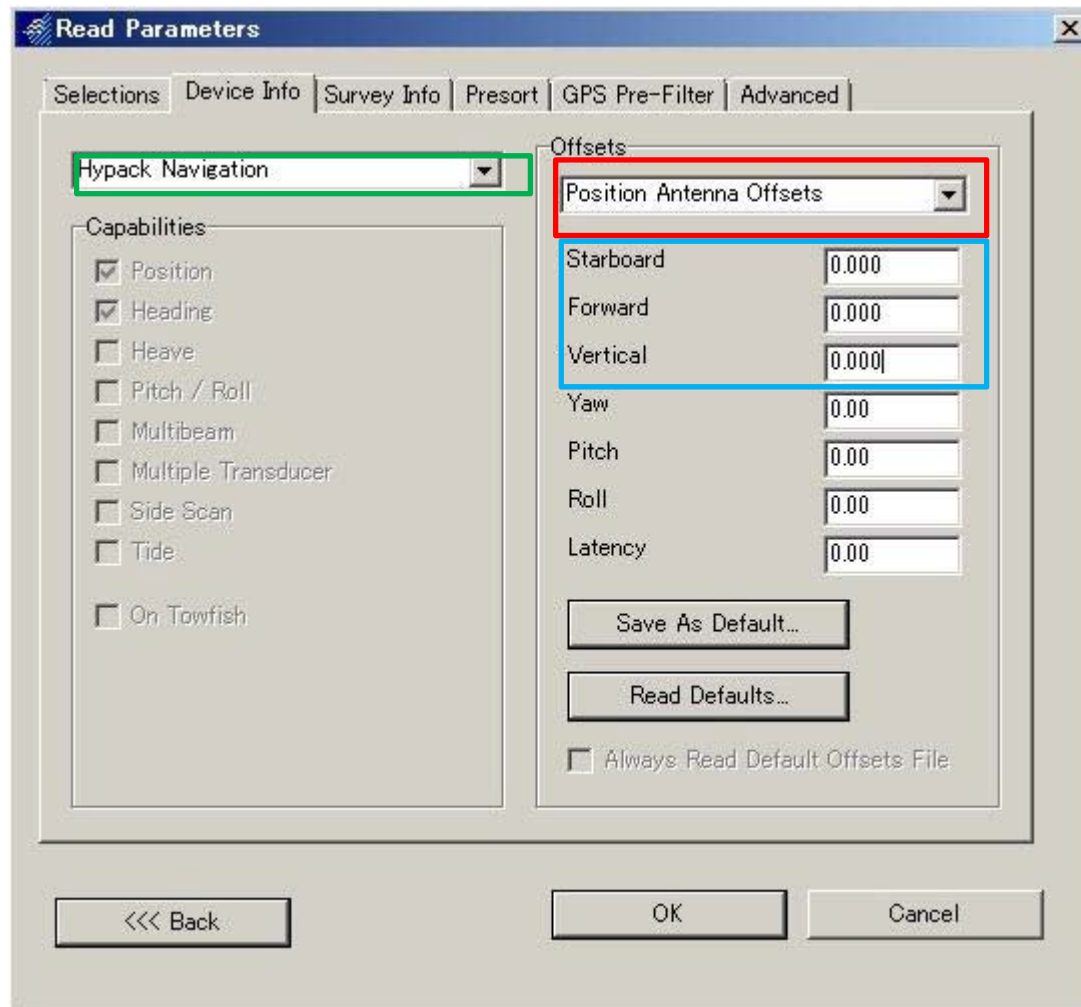 Read Parameters
Selections Device Info Survey Info Presort GPS Pre-Filter Advanced
Hypack Navigation
Capabilities
Position
Heading
Heave
Pitch / Roll
Multibeam
Multiple Transducer
Side Scan
Tide
On Towfish
Offsets
Position Antenna Offsets
Starboard 0.000
Forward 0.000
Vertical 0.000
Yaw 0.00
Pitch 0.00
Roll 0.00
Latency 0.00
Save As Default...
Read Defaults...
Always Read Default Offsets File
<<< Back OK Cancel